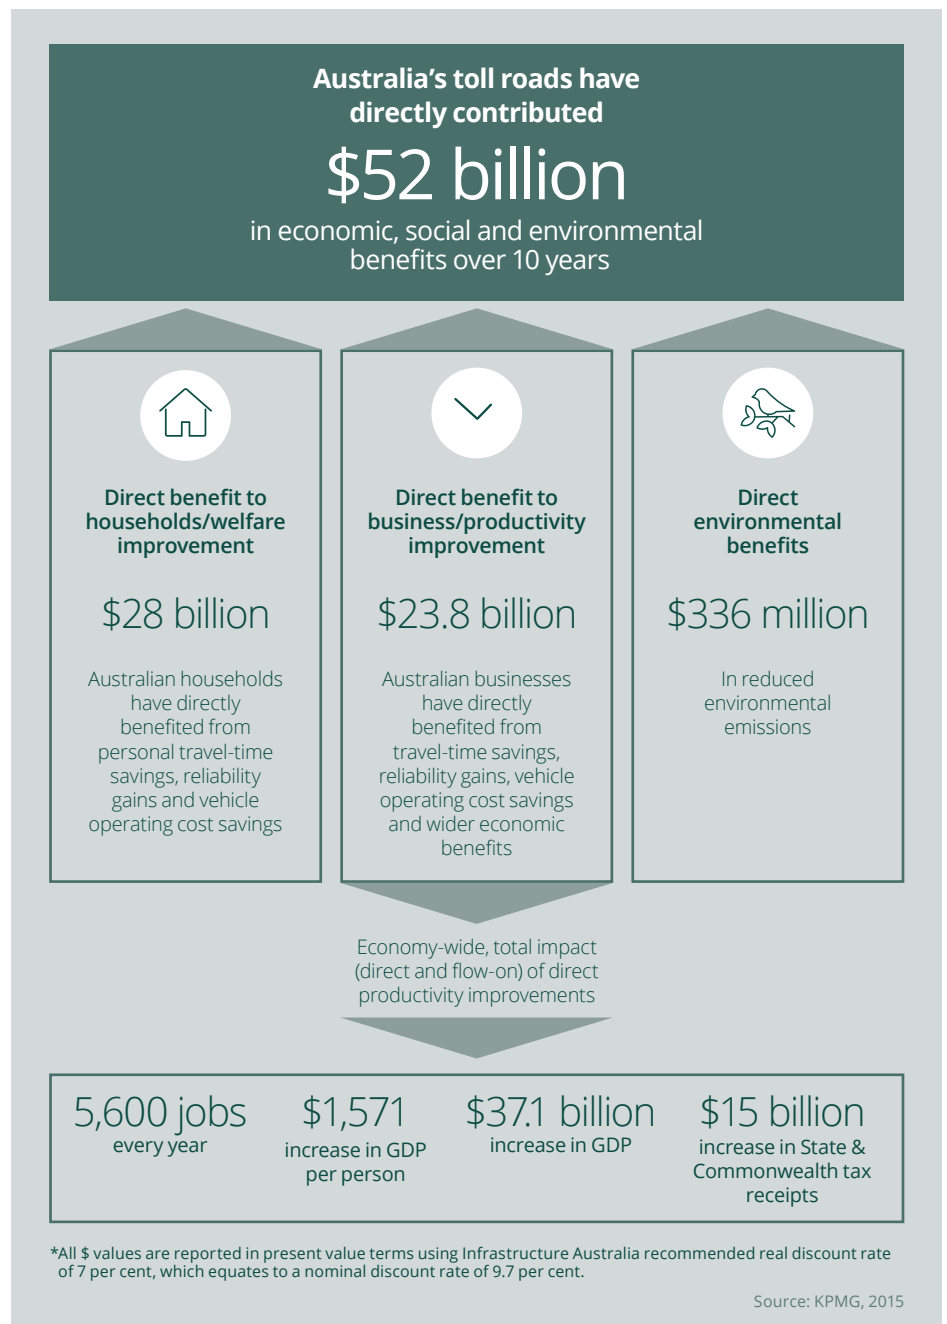 Australia's toll roads have
directly contributed
$52 billion
in economic, social and environmental
benefits over 10 years
Direct benefit to
households/welfare
improvement
$28 billion
Australian households
have directly
benefited from
personal travel-time
savings, reliability
gains and vehicle
operating cost savings
Direct benefit to
business/productivity
improvement
$23.8 billion
Australian businesses
have directly
benefited from
travel-time savings,
reliability gains, vehicle
operating cost savings
and wider economic
benefits
Direct
environmental
benefits
$336 million
In reduced
environmental
emissions
Economy-wide, total impact
(direct and flow-on) of direct
productivity improvements
5,600 jobs
every year
$1,571
increase in GDP
per person
$37.1 billion
increase in GDP
$15 billion
increase in State &
Commonwealth tax
receipts
*All $ values are reported in present value terms using Infrastructure Australia recommended real discount rate
of 7 per cent, which equates to a nominal discount rate of 9.7 per cent.
Source: KPMG, 2015